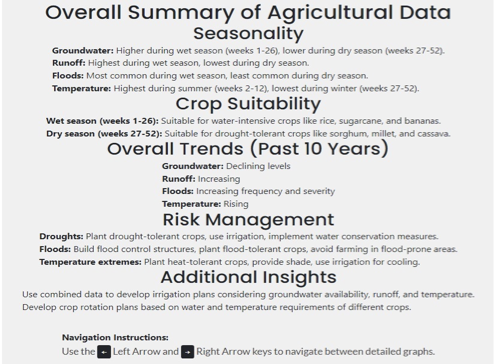 Overall Summary of Agricultural Data
Seasonality
Groundwater: Higher during wet season (weeks 1-26), lower during dry season (weeks 27-52).
Runoff: Highest during wet season, lowest during dry season.
Floods: Most common during wet season, least common during dry season.
Temperature: Highest during summer (weeks 2-12), lowest during winter (weeks 27-52).
Crop Suitability
Wet season (weeks 1-26): Suitable for water-intensive crops like rice, sugarcane, and bananas.
Dry season (weeks 27-52): Suitable for drought-tolerant crops like sorghum, millet, and cassava.
Overall Trends (Past 10 Years)
Groundwater: Declining levels
Runoff: Increasing
Floods: Increasing frequency and severity
Temperature: Rising
Risk Management
Droughts: Plant drought-tolerant crops, use irrigation, implement water conservation measures.
Floods: Build flood control structures, plant flood-tolerant crops, avoid farming in flood-prone areas.
Temperature extremes: Plant heat-tolerant crops, provide shade, use irrigation for cooling.
Additional Insights
Use combined data to develop irrigation plans considering groundwater availability, runoff, and temperature.
Develop crop rotation plans based on water and temperature requirements of different crops.
Navigation Instructions:
Use the ← Left Arrow and → Right Arrow keys to navigate between detailed graphs.